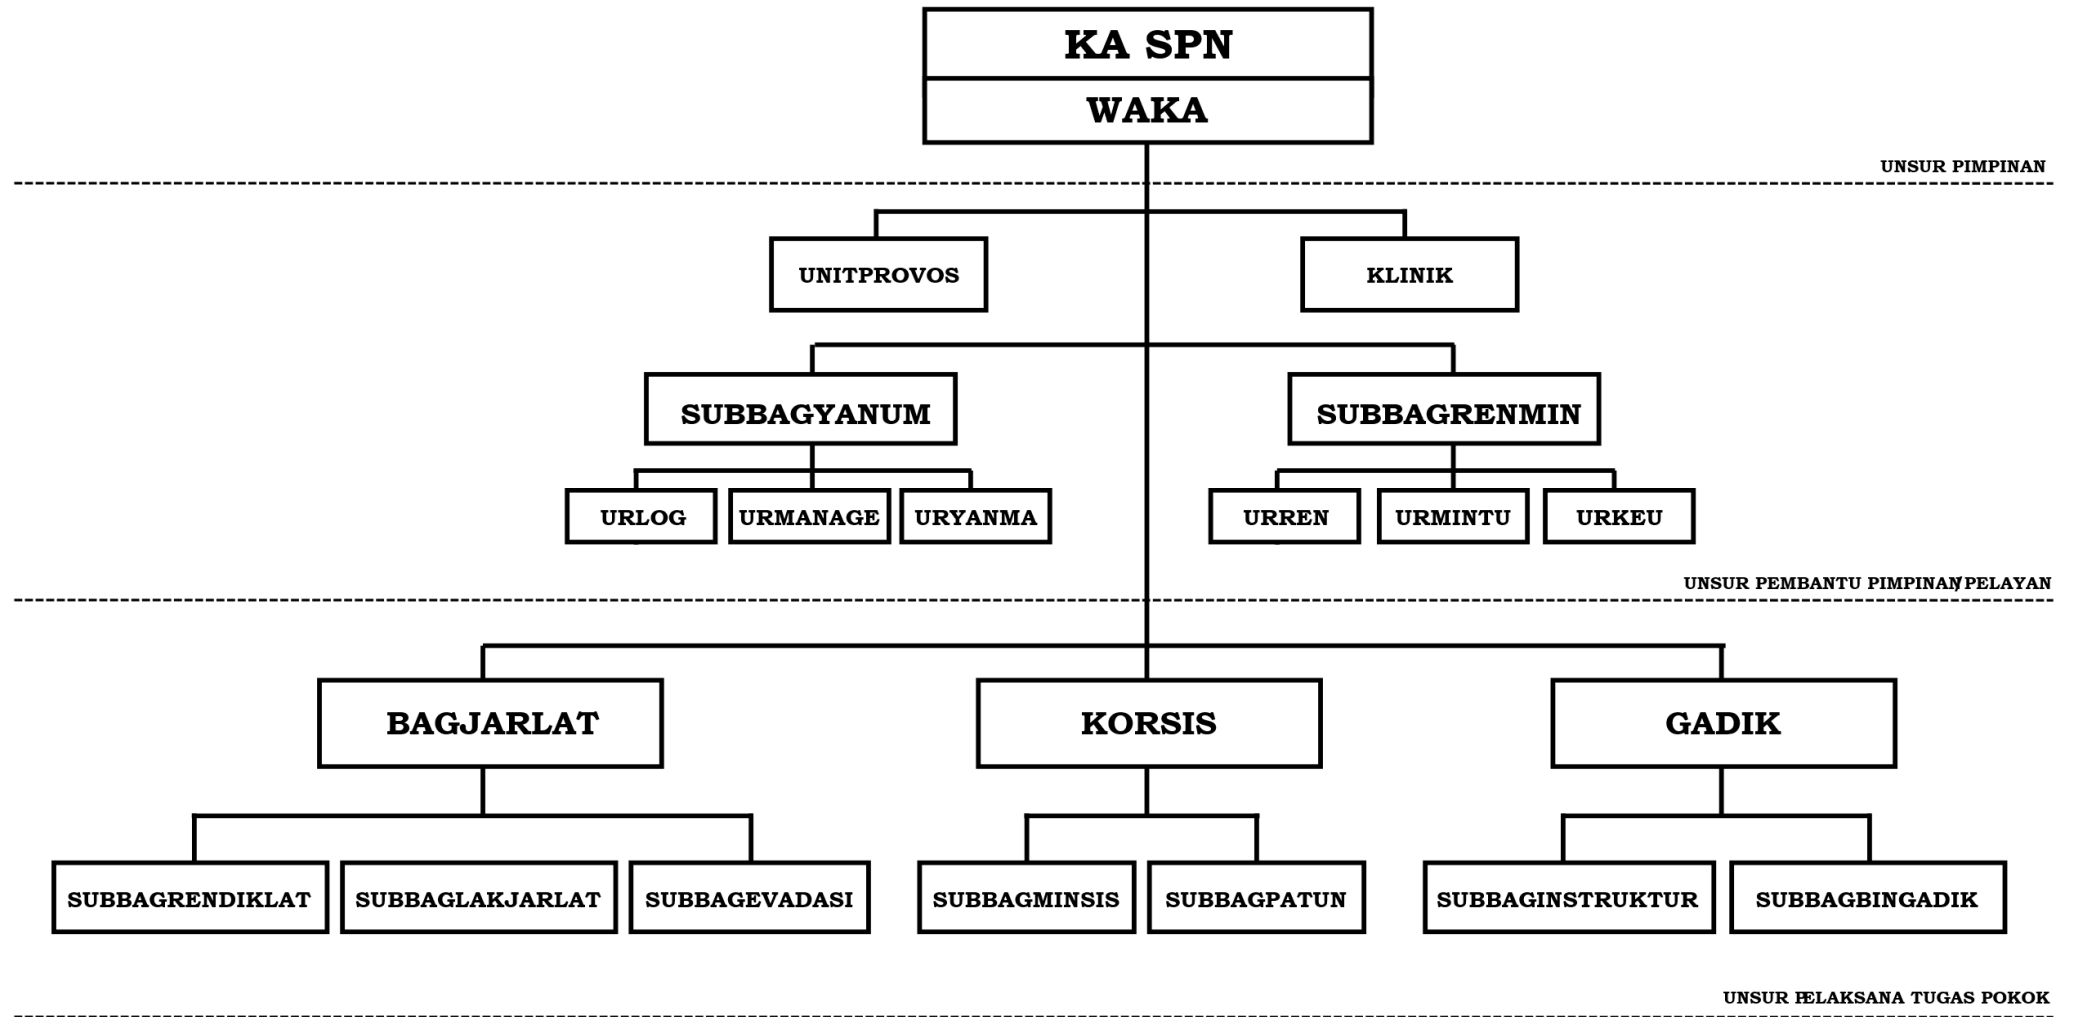 KA SPN
WAKA
UNSUR PIMPINAN
UNITPROVOS
KLINIK
SUBBAGYANUM
SUBBAGRENMIN
URLOG
URMANAGE
URYANMA
URREN
URMINTU
URKEU
UNSUR PEMBANTU PIMPINAN/PELAYAN
BAGJARLAT
KORSIS
GADIK
SUBBAGRENDIKLAT
SUBBAGLAKJARLAT
SUBBAGEVADASI
SUBBAGMINSIS
SUBBAGPATUN
SUBBAGINSTRUKTUR
SUBBAGBINGADIK
UNSUR PELAKSANA TUGAS POKOK